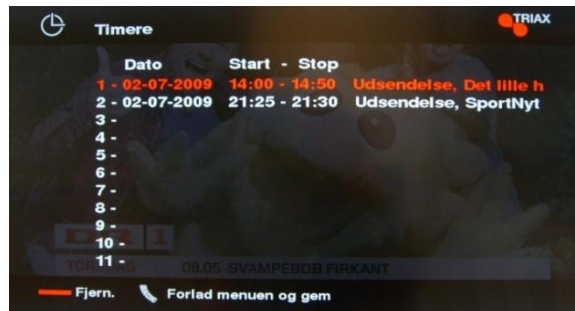 Timere
TRIAX
Dato Start - Stop
1 - 02-07-2009 14:00 - 14:50 Udsendelse, Det lille h
2 - 02-07-2009 21:25 - 21:30 Udsendelse, SportNyt
3 -
4 -
5 -
6 -
7 -
8 -
9 -
DR 1
10 -
11 -
TORSDAG 08.05 SVAMPEBOB FIRKANT
Fjern. Forlad menuen og gem